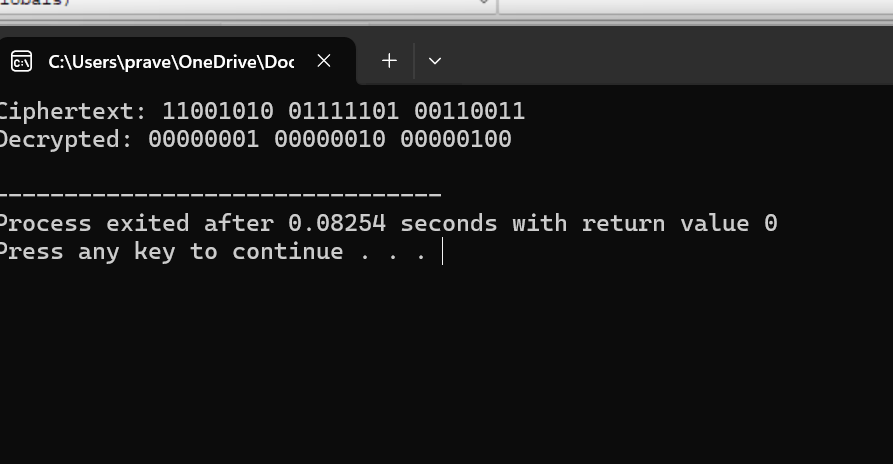 lobals)
C:\Users\prave\OneDrive\Doc
Ciphertext: 11001010 01111101 00110011
Decrypted: 00000001 00000010 00000100
--------------------------------
Process exited after 0.08254 seconds with return value 0
Press any key to continue . . .